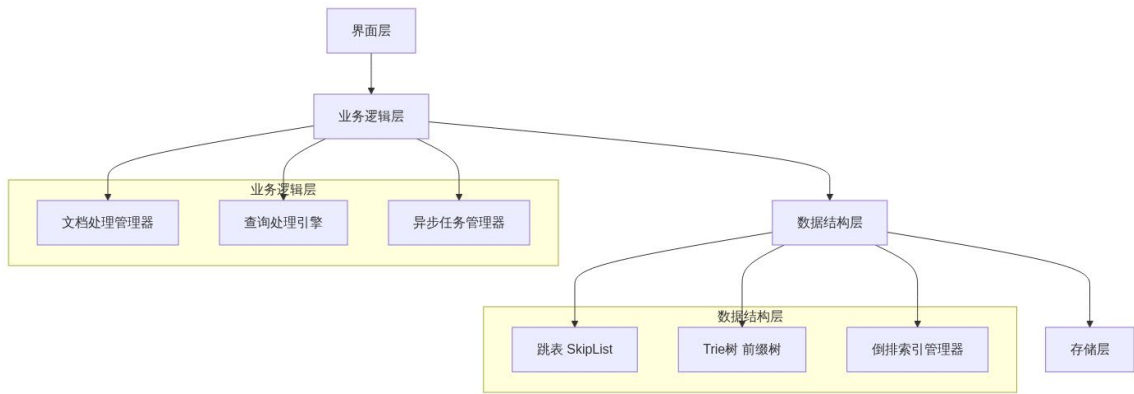 界面层
业务逻辑层
业务逻辑层
文档处理管理器
查询处理引擎
异步任务管理器
数据结构层
数据结构层
跳表 SkipList
Trie树 前缀树
倒排索引管理器
存储层